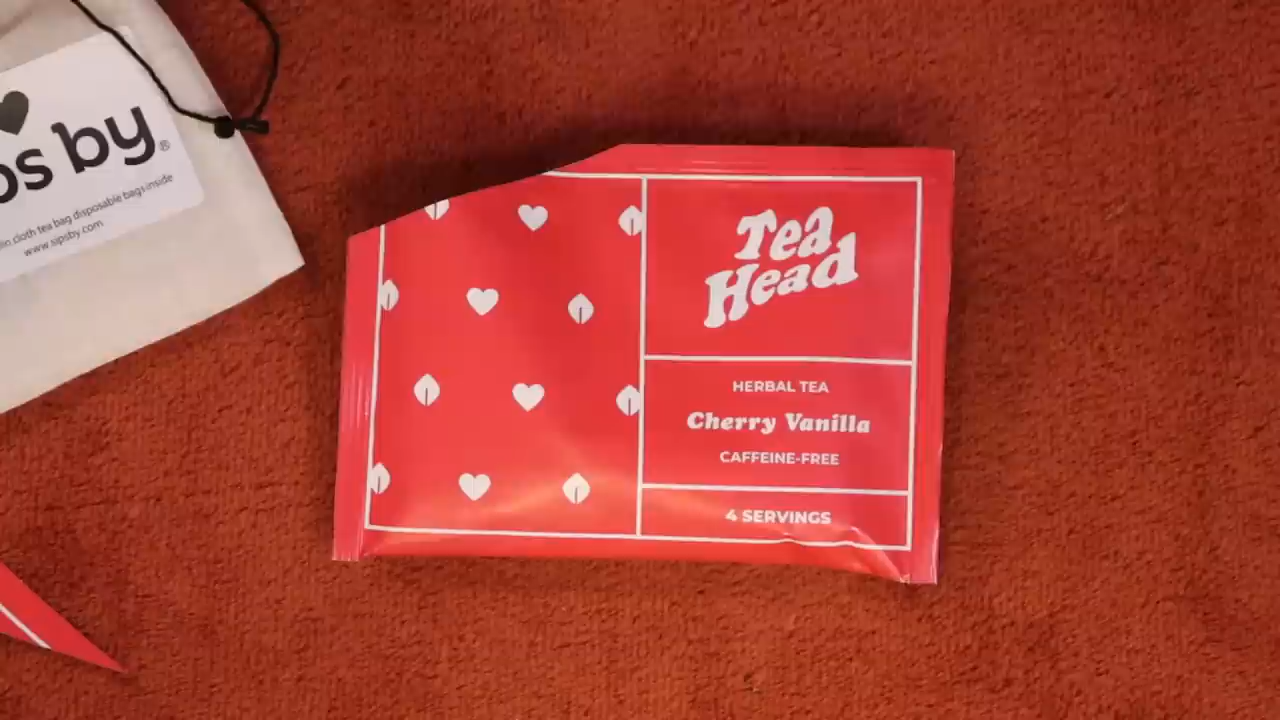 ps by®
cloth tea bag disposable bags inside
www.sipsby.com
Tea
Head
HERBAL TEA
Cherry Vanilla
CAFFEINE-FREE
4 SERVINGS